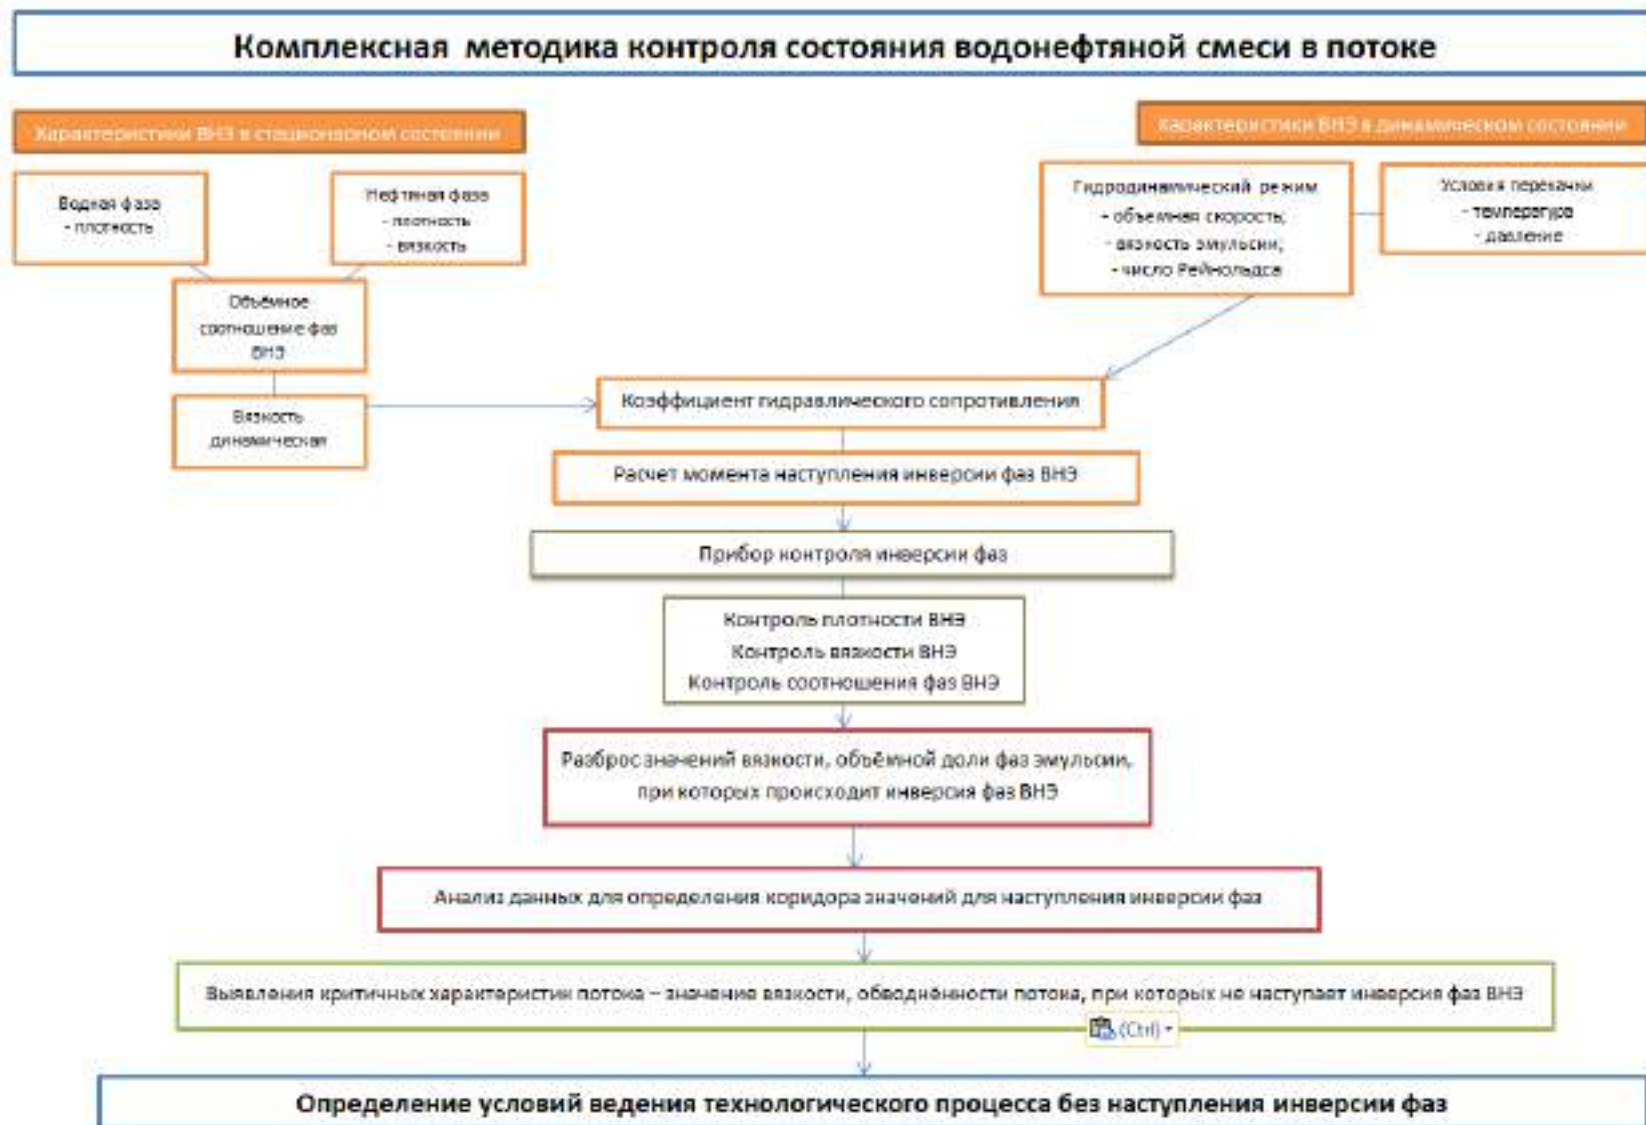 Комплексная методика контроля состояния водонефтяной смеси в потоке
Характеристики ВНЭ в стационарном состоянии
Характеристики ВНЭ в динамическом состоянии
Водная фаза
- плотность
Нефтяная фаза
- плотность
- вязкость
Гидродинамический режим
- объемная скорость;
- вязкость эмульсии;
- число Рейнольдса
Условия перекачки
- температура
- давление
Объёмное
соотношение фаз
ВНЭ
Вязкость
динамическая
Коэффициент гидравлического сопротивления
Расчет момента наступления инверсии фаз ВНЭ
Прибор контроля инверсии фаз
Контроль плотности ВНЭ
Контроль вязкости ВНЭ
Контроль соотношения фаз ВНЭ
Разброс значений вязкости, объёмной доли фаз эмульсии,
при которых происходит инверсия фаз ВНЭ
Анализ данных для определения коридора значений для наступления инверсии фаз
Выявления критичных характеристик потока – значение вязкости, обводнённости потока, при которых не наступает инверсия фаз ВНЭ
(Ctrl)
Определение условий ведения технологического процесса без наступления инверсии фаз